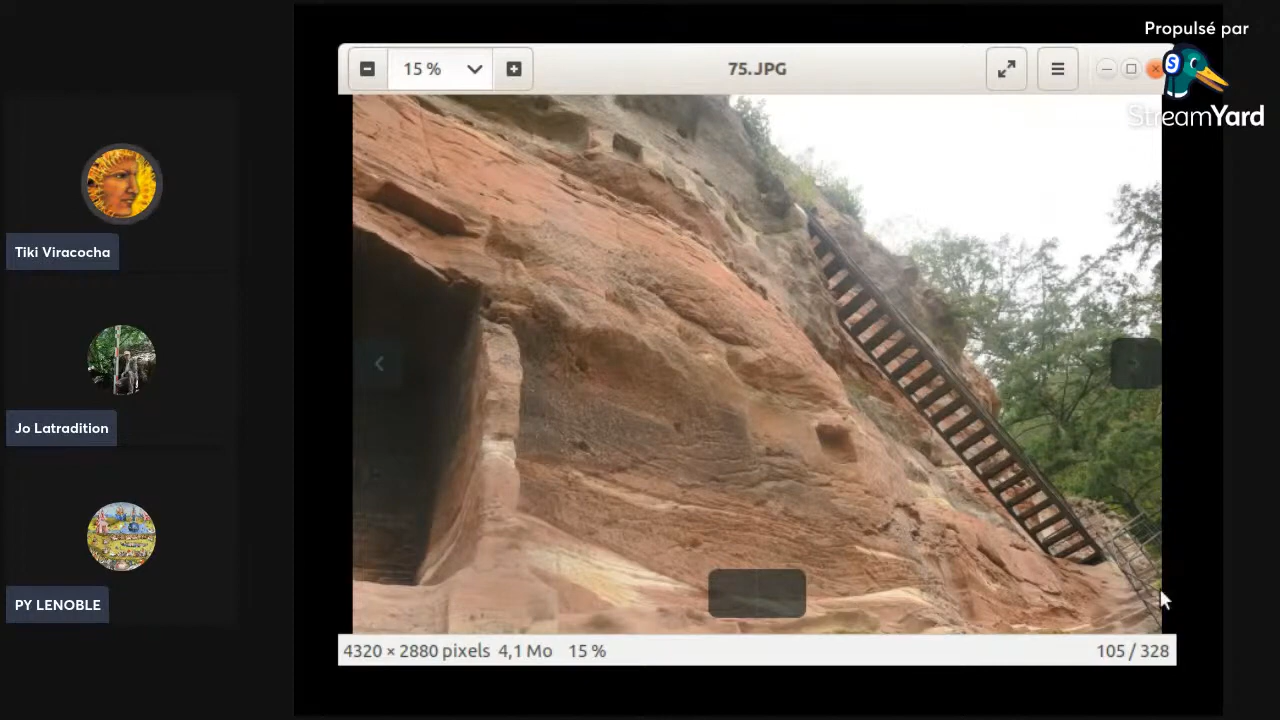 Propulsé par
StreamYard
15 %
75.JPG
Tiki Viracocha
Jo Latradition
PY LENOBLE
4320 × 2880 pixels 4,1 Mo 15 %
105 / 328